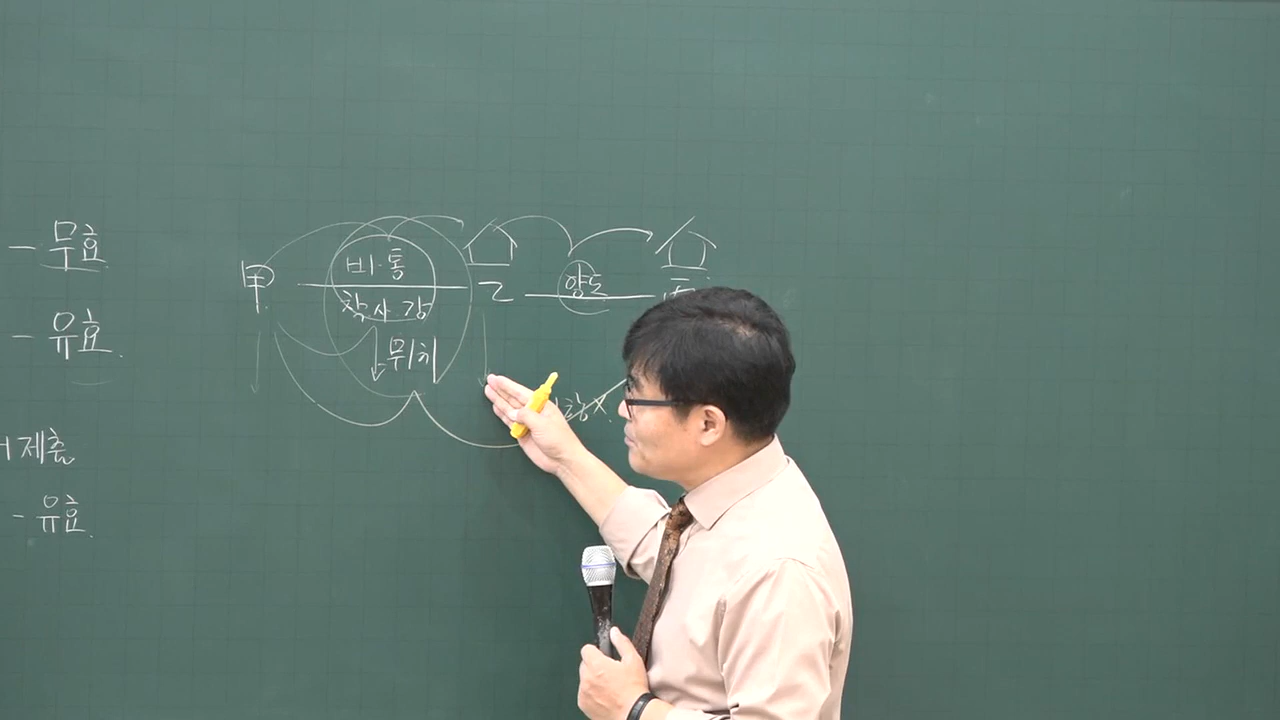 - 무효
- 유효.
제출
- 유효.
甲 비·통 乙 양도
착 사 강
↓ 무·취
x.